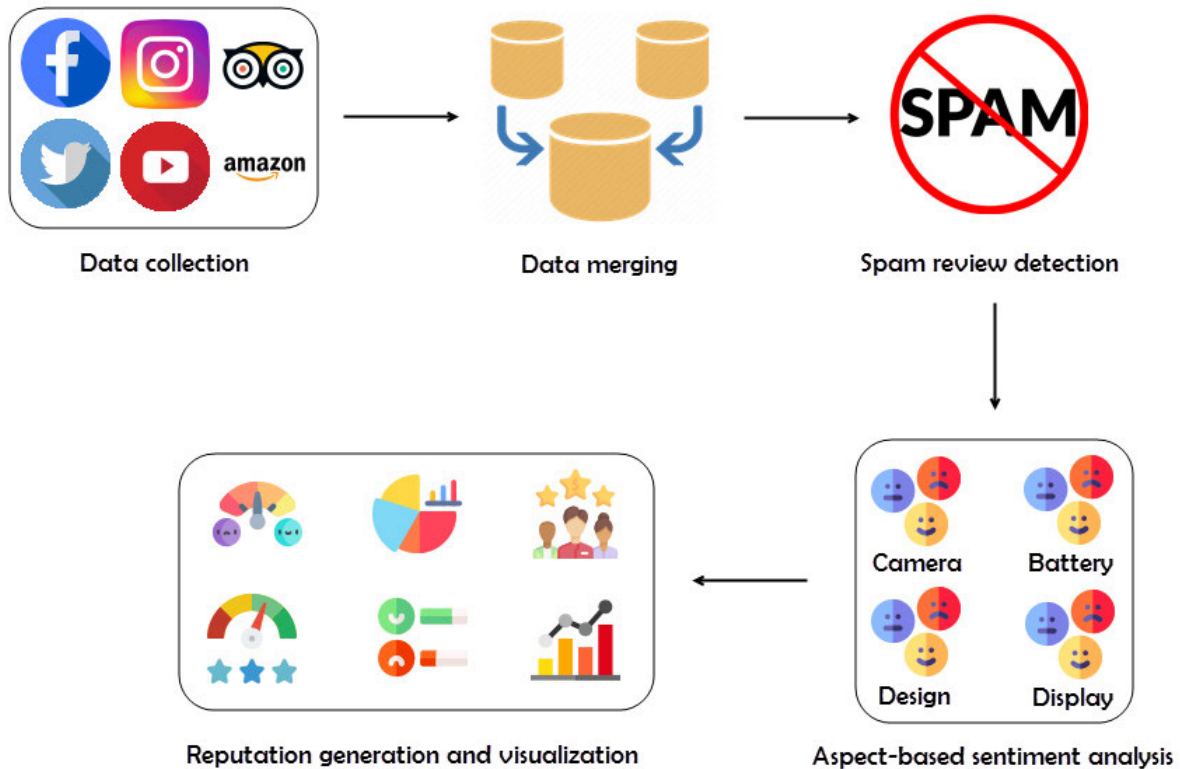 amazon
Data collection
Data merging
SPAM
Spam review detection
Camera
Battery
Design
Display
Aspect-based sentiment analysis
Reputation generation and visualization